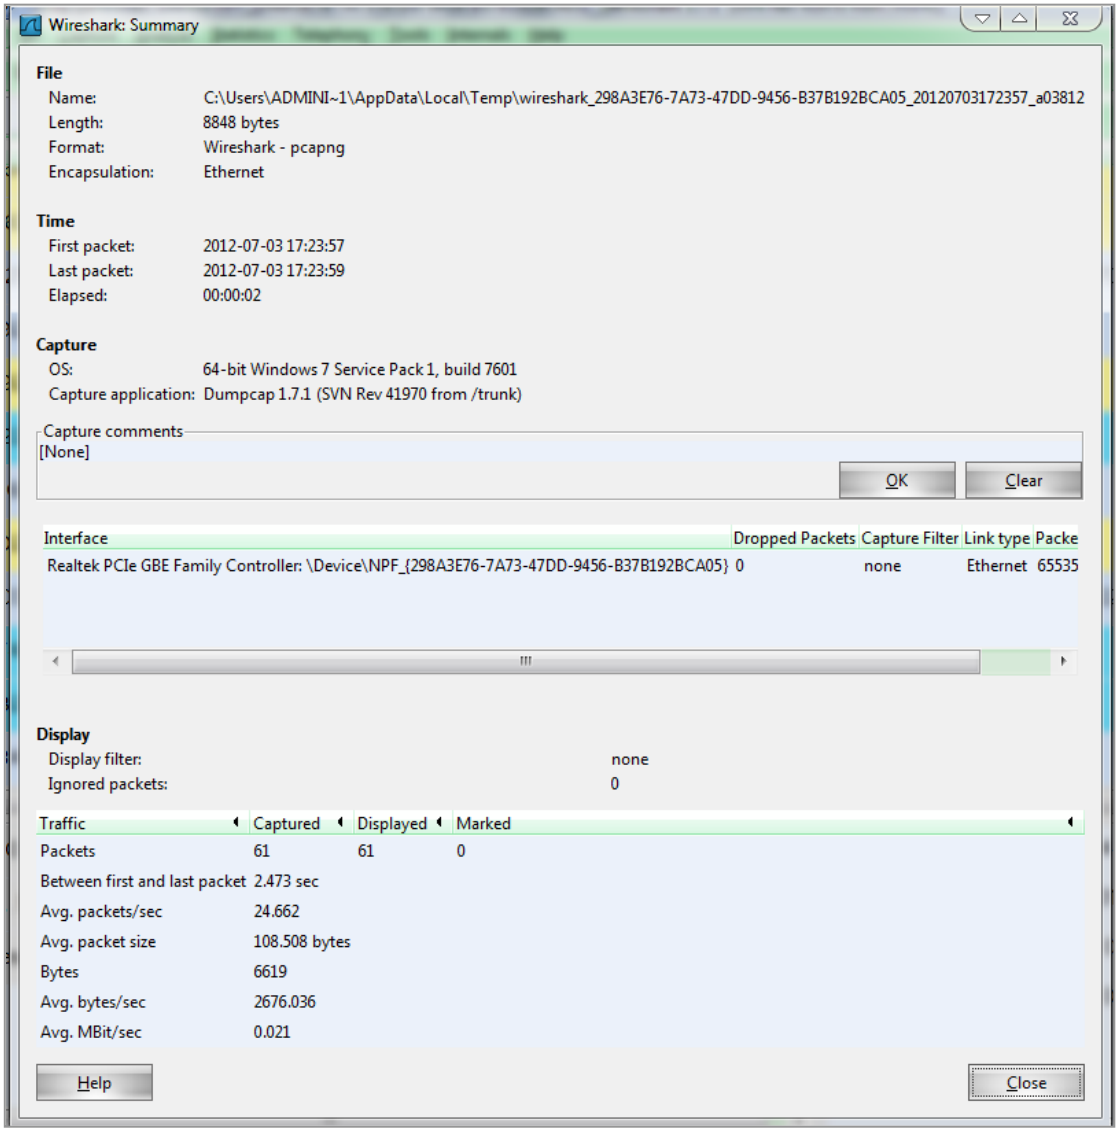 Wireshark: Summary
Statistics Telephony Tools Internals Help
File
Name: C:\Users\ADMINI~1\AppData\Local\Temp\wireshark_298A3E76-7A73-47DD-9456-B37B192BCA05_20120703172357_a03812
Length: 8848 bytes
Format: Wireshark - pcapng
Encapsulation: Ethernet
Time
First packet: 2012-07-03 17:23:57
Last packet: 2012-07-03 17:23:59
Elapsed: 00:00:02
Capture
OS: 64-bit Windows 7 Service Pack 1, build 7601
Capture application: Dumpcap 1.7.1 (SVN Rev 41970 from /trunk)
Capture comments
[None]
OK Clear
Interface Dropped Packets Capture Filter Link type Packe
Realtek PCIe GBE Family Controller: \Device\NPF_{298A3E76-7A73-47DD-9456-B37B192BCA05} 0 none Ethernet 65535
Display
Display filter: none
Ignored packets: 0
Traffic Captured Displayed Marked
Packets 61 61 0
Between first and last packet 2.473 sec
Avg. packets/sec 24.662
Avg. packet size 108.508 bytes
Bytes 6619
Avg. bytes/sec 2676.036
Avg. MBit/sec 0.021
Help Close